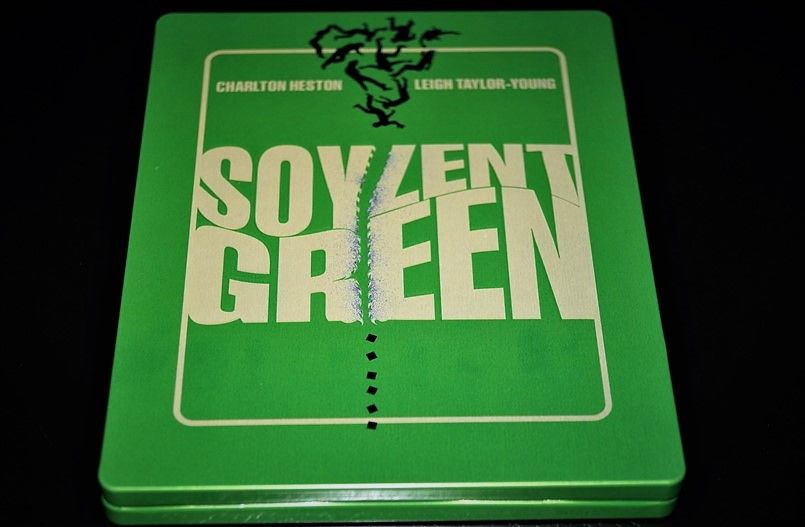 CHARLTON HESTON LEIGH TAYLOR-YOUNG
SOYLENT
GREEN